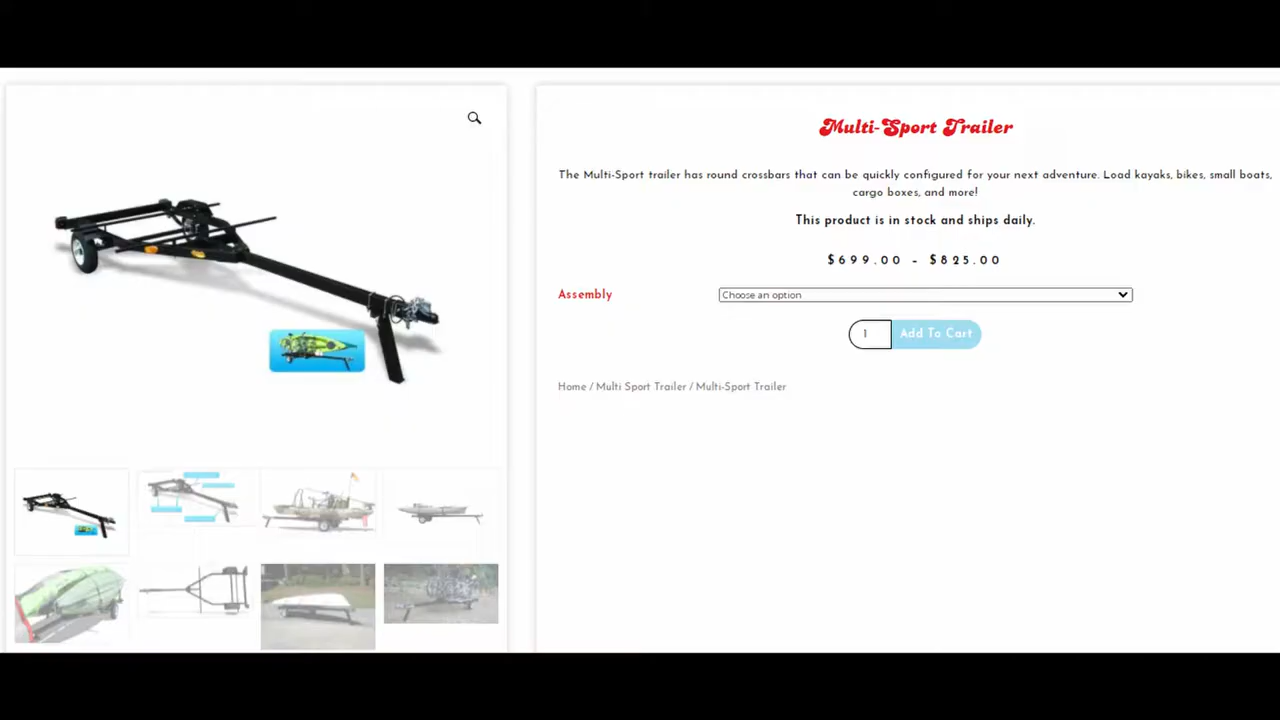 Multi-Sport Trailer
The Multi-Sport trailer has round crossbars that can be quickly configured for your next adventure. Load kayaks, bikes, small boats,
cargo boxes, and more!
This product is in stock and ships daily.
$699.00 – $825.00
Assembly
Choose an option
1
Add To Cart
Home / Multi Sport Trailer / Multi-Sport Trailer